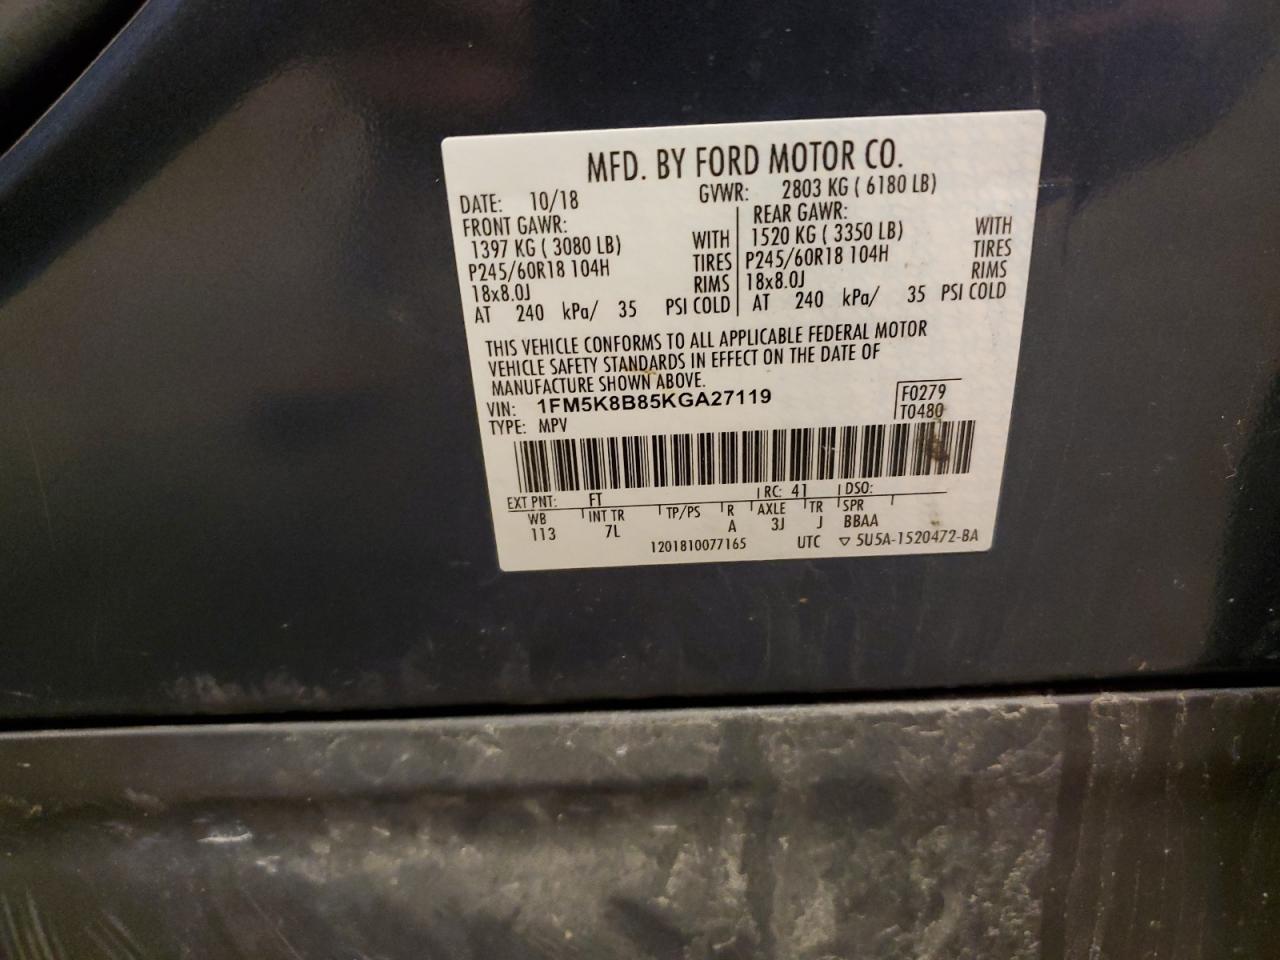 MFD. BY FORD MOTOR CO.
DATE: 10/18 GVWR: 2803 KG ( 6180 LB)
FRONT GAWR: REAR GAWR:
1397 KG ( 3080 LB) WITH 1520 KG ( 3350 LB) WITH
P245/60R18 104H TIRES P245/60R18 104H TIRES
18x8.0J RIMS 18x8.0J RIMS
AT 240 kPa/ 35 PSI COLD AT 240 kPa/ 35 PSI COLD
THIS VEHICLE CONFORMS TO ALL APPLICABLE FEDERAL MOTOR
VEHICLE SAFETY STANDARDS IN EFFECT ON THE DATE OF
MANUFACTURE SHOWN ABOVE.
VIN: 1FM5K8B85KGA27119 F0279
TYPE: MPV T0480
EXT PNT: FT RC: 41 DSO:
WB INT TR TP/PS R AXLE TR SPR
113 7L A 3J J BBAA
1201810077165 UTC ▽ 5U5A-1520472-BA